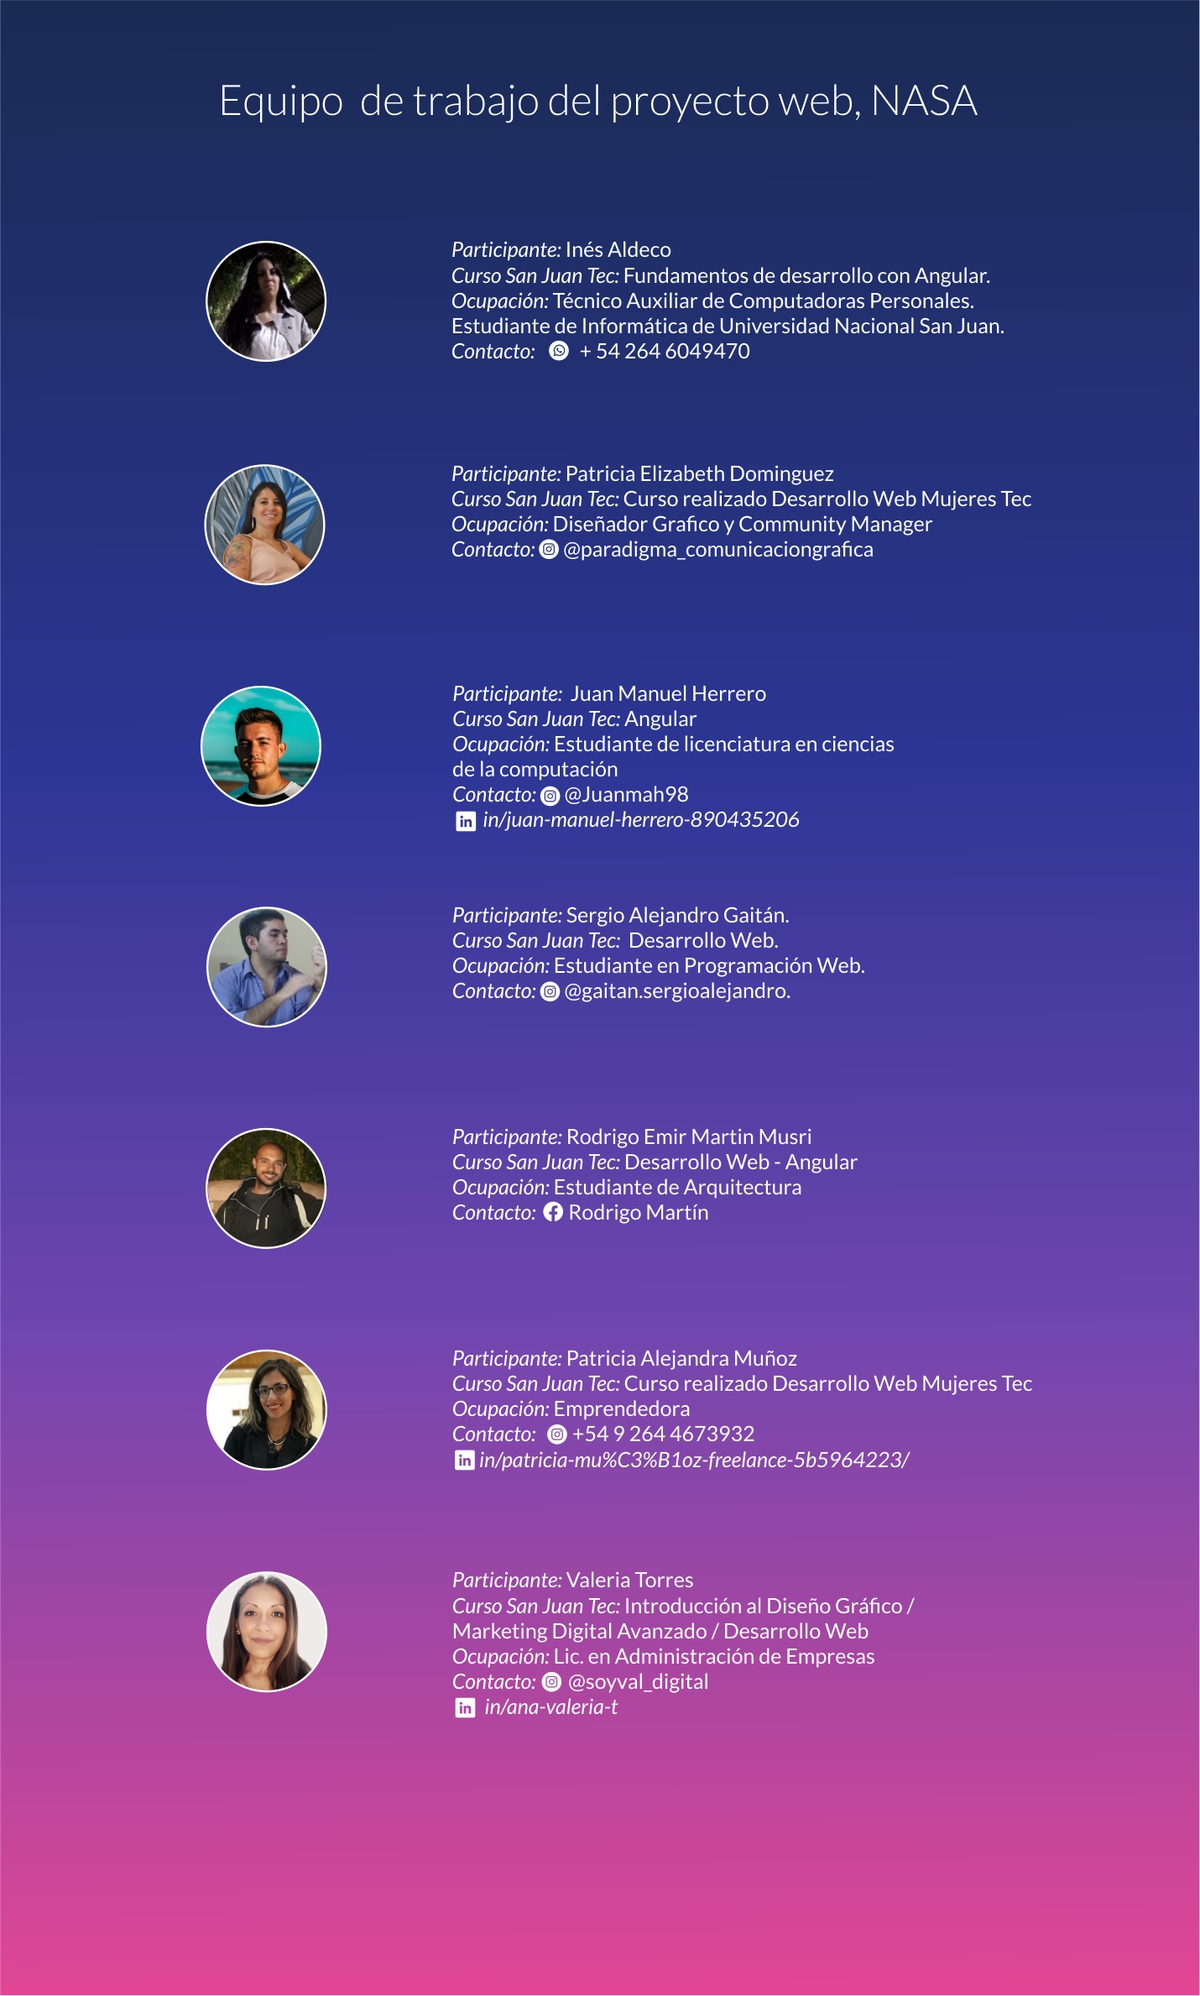 Equipo de trabajo del proyecto web, NASA
Participante: Inés Aldeco
Curso San Juan Tec: Fundamentos de desarrollo con Angular.
Ocupación: Técnico Auxiliar de Computadoras Personales.
Estudiante de Informática de Universidad Nacional San Juan.
Contacto: + 54 264 6049470
Participante: Patricia Elizabeth Dominguez
Curso San Juan Tec: Curso realizado Desarrollo Web Mujeres Tec
Ocupación: Diseñador Grafico y Community Manager
Contacto: @paradigma_comunicaciongrafica
Participante: Juan Manuel Herrero
Curso San Juan Tec: Angular
Ocupación: Estudiante de licenciatura en ciencias
de la computación
Contacto: @Juanmah98
in in/juan-manuel-herrero-890435206
Participante: Sergio Alejandro Gaitán.
Curso San Juan Tec: Desarrollo Web.
Ocupación: Estudiante en Programación Web.
Contacto: @gaitan.sergioalejandro.
Participante: Rodrigo Emir Martin Musri
Curso San Juan Tec: Desarrollo Web - Angular
Ocupación: Estudiante de Arquitectura
Contacto: Rodrigo Martín
Participante: Patricia Alejandra Muñoz
Curso San Juan Tec: Curso realizado Desarrollo Web Mujeres Tec
Ocupación: Emprendedora
Contacto: +54 9 264 4673932
in in/patricia-mu%C3%B1oz-freelance-5b5964223/
Participante: Valeria Torres
Curso San Juan Tec: Introducción al Diseño Gráfico /
Marketing Digital Avanzado / Desarrollo Web
Ocupación: Lic. en Administración de Empresas
Contacto: @soyval_digital
in in/ana-valeria-t